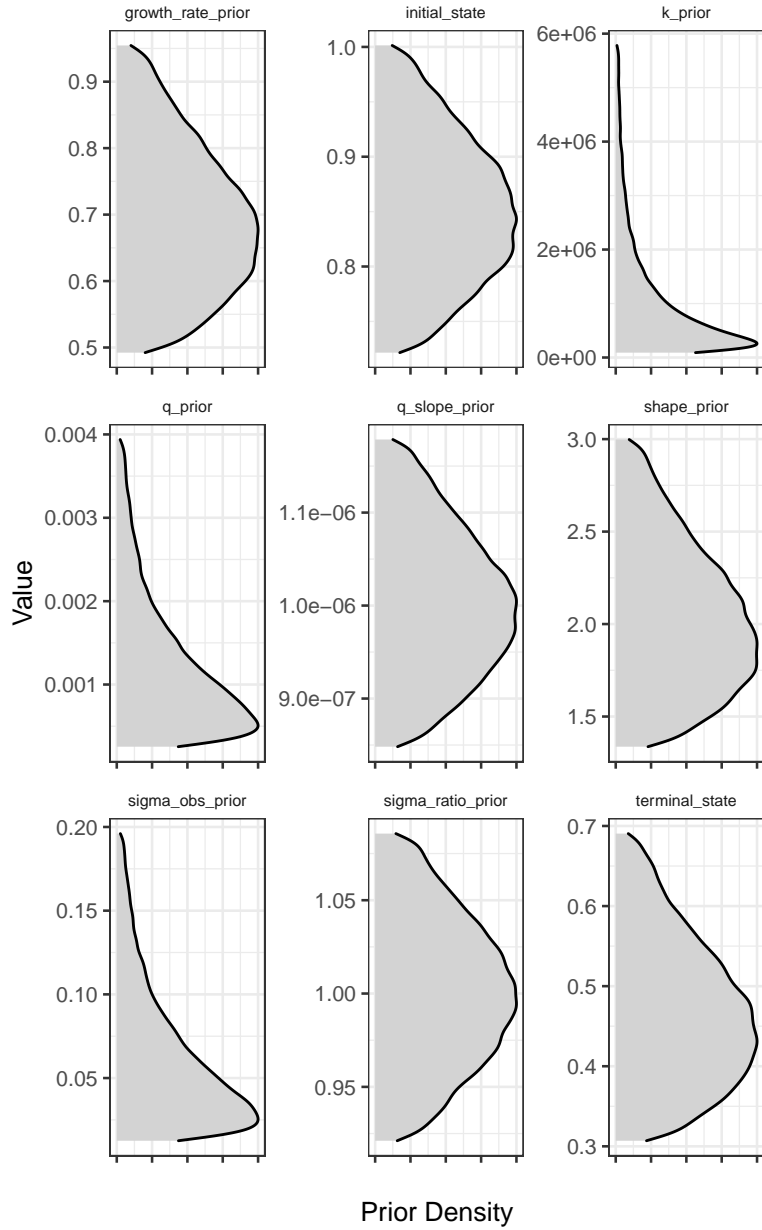 growth_rate_prior
0.9
0.8
0.7
0.6
0.5
initial_state
1.0
0.9
0.8
k_prior
6e+06
4e+06
2e+06
0e+00
q_prior
0.004
0.003
0.002
0.001
q_slope_prior
1.1e−06
1.0e−06
9.0e−07
shape_prior
3.0
2.5
2.0
1.5
sigma_obs_prior
0.20
0.15
0.10
0.05
sigma_ratio_prior
1.05
1.00
0.95
terminal_state
0.7
0.6
0.5
0.4
0.3
Value
Prior Density